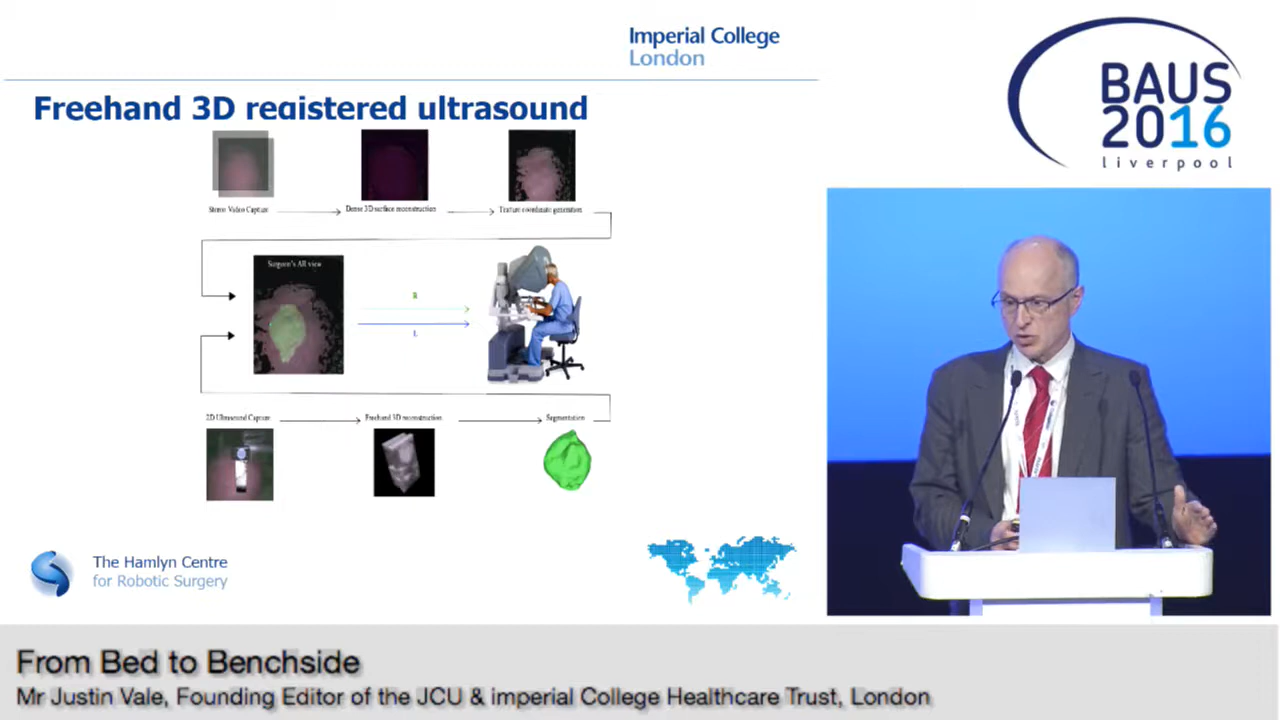 Imperial College
London
BAUS
2016
liverpool
Freehand 3D registered ultrasound
Stereo Video Capture
Dense 3D surface reconstruction
Texture coordinate generation
Surgeon's AR view
R
L
2D Ultrasound Capture
Freehand 3D reconstruction
Segmentation
The Hamlyn Centre
for Robotic Surgery
From Bed to Benchside
Mr Justin Vale, Founding Editor of the JCU & imperial College Healthcare Trust, London